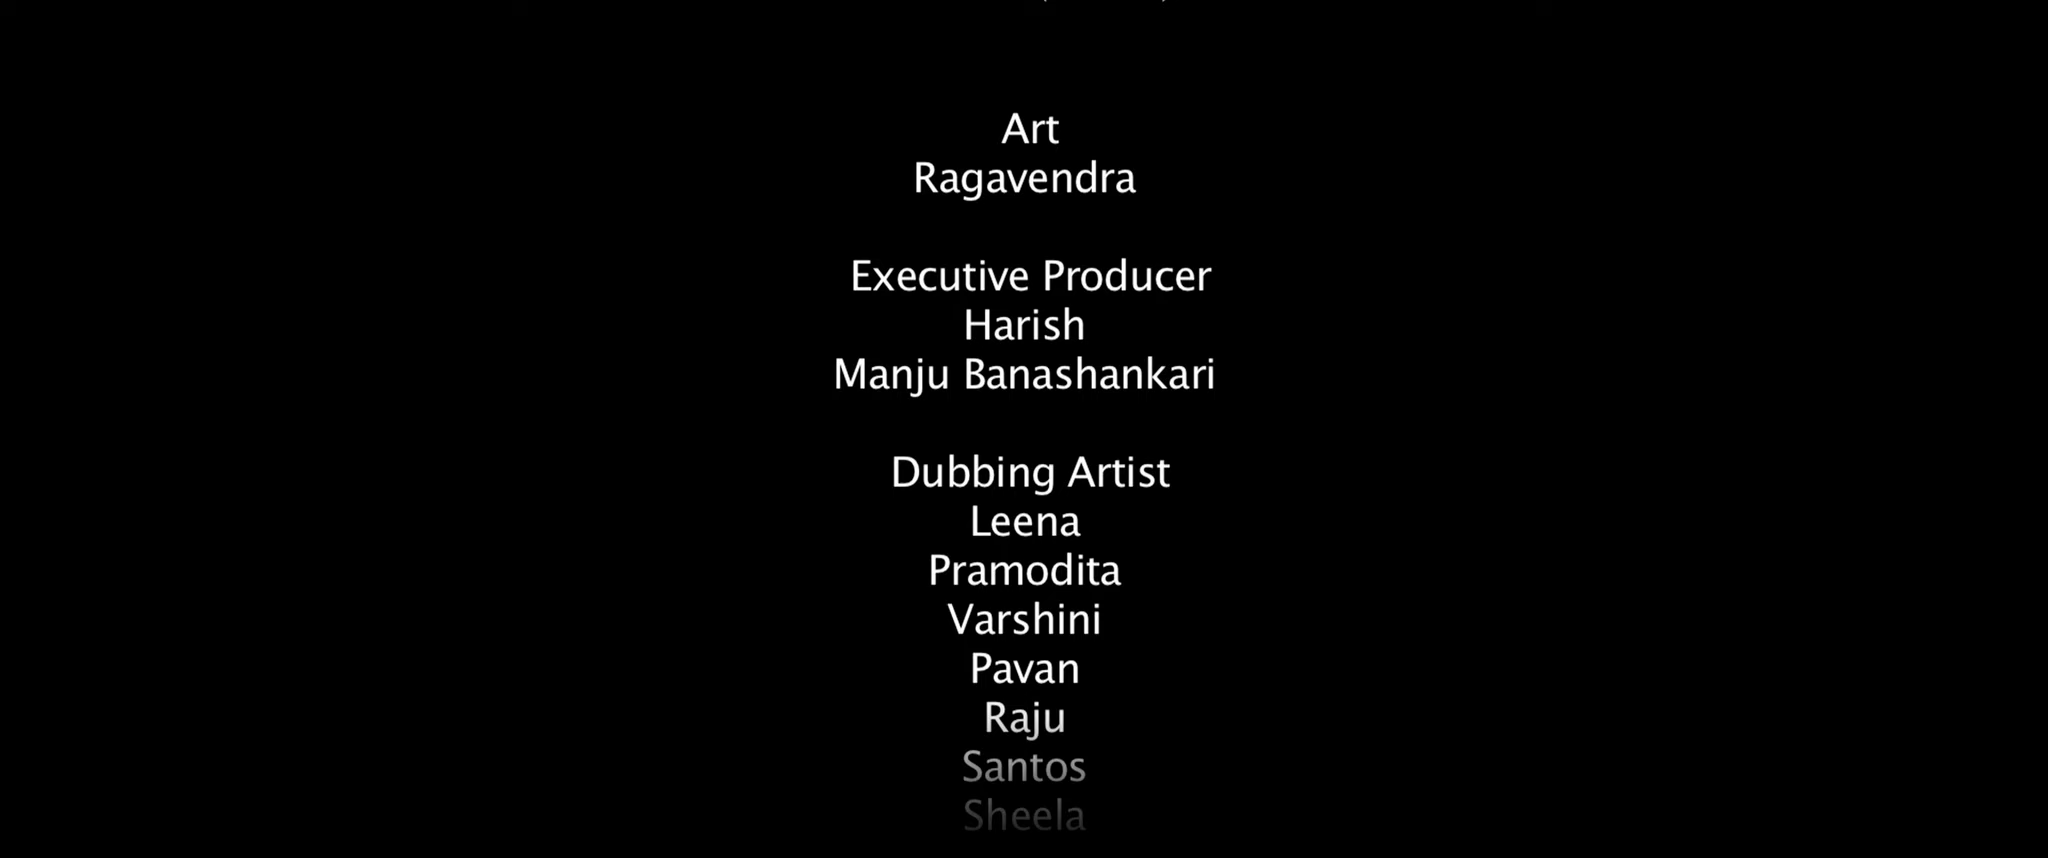 Art
Ragavendra
Executive Producer
Harish
Manju Banashankari
Dubbing Artist
Leena
Pramodita
Varshini
Pavan
Raju
Santos
Sheela